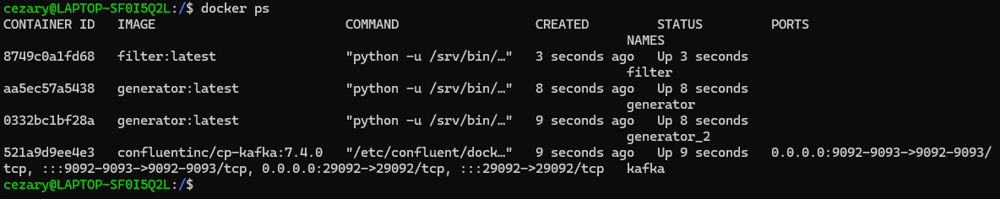 cezary@LAPTOP-SF0I5Q2L:/$ docker ps
CONTAINER ID   IMAGE                            COMMAND                  CREATED         STATUS         PORTS
                                                                                  NAMES
8749c0a1fd68   filter:latest                    "python -u /srv/bin/…"   3 seconds ago   Up 3 seconds
                                                                                  filter
aa5ec57a5438   generator:latest                 "python -u /srv/bin/…"   8 seconds ago   Up 8 seconds
                                                                                  generator
0332bc1bf28a   generator:latest                 "python -u /srv/bin/…"   9 seconds ago   Up 8 seconds
                                                                                  generator_2
521a9d9ee4e3   confluentinc/cp-kafka:7.4.0   "/etc/confluent/dock…"   9 seconds ago   Up 9 seconds   0.0.0.0:9092-9093->9092-9093/
tcp, :::9092-9093->9092-9093/tcp, 0.0.0.0:29092->29092/tcp, :::29092->29092/tcp   kafka
cezary@LAPTOP-SF0I5Q2L:/$